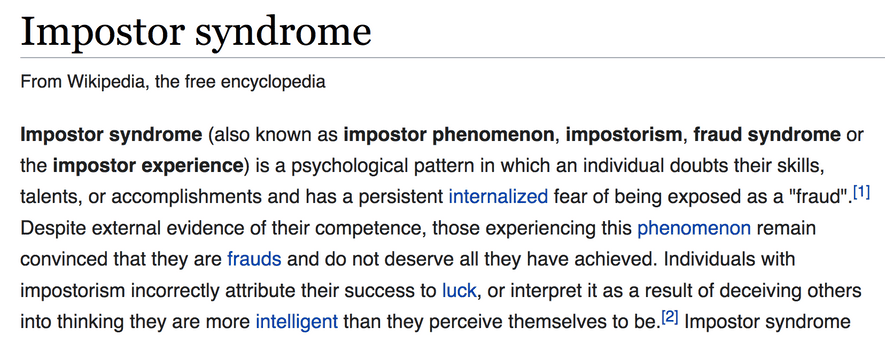 Impostor syndrome
From Wikipedia, the free encyclopedia
Impostor syndrome (also known as impostor phenomenon, impostorism, fraud syndrome or
the impostor experience) is a psychological pattern in which an individual doubts their skills,
talents, or accomplishments and has a persistent internalized fear of being exposed as a "fraud".[1]
Despite external evidence of their competence, those experiencing this phenomenon remain
convinced that they are frauds and do not deserve all they have achieved. Individuals with
impostorism incorrectly attribute their success to luck, or interpret it as a result of deceiving others
into thinking they are more intelligent than they perceive themselves to be.[2] Impostor syndrome